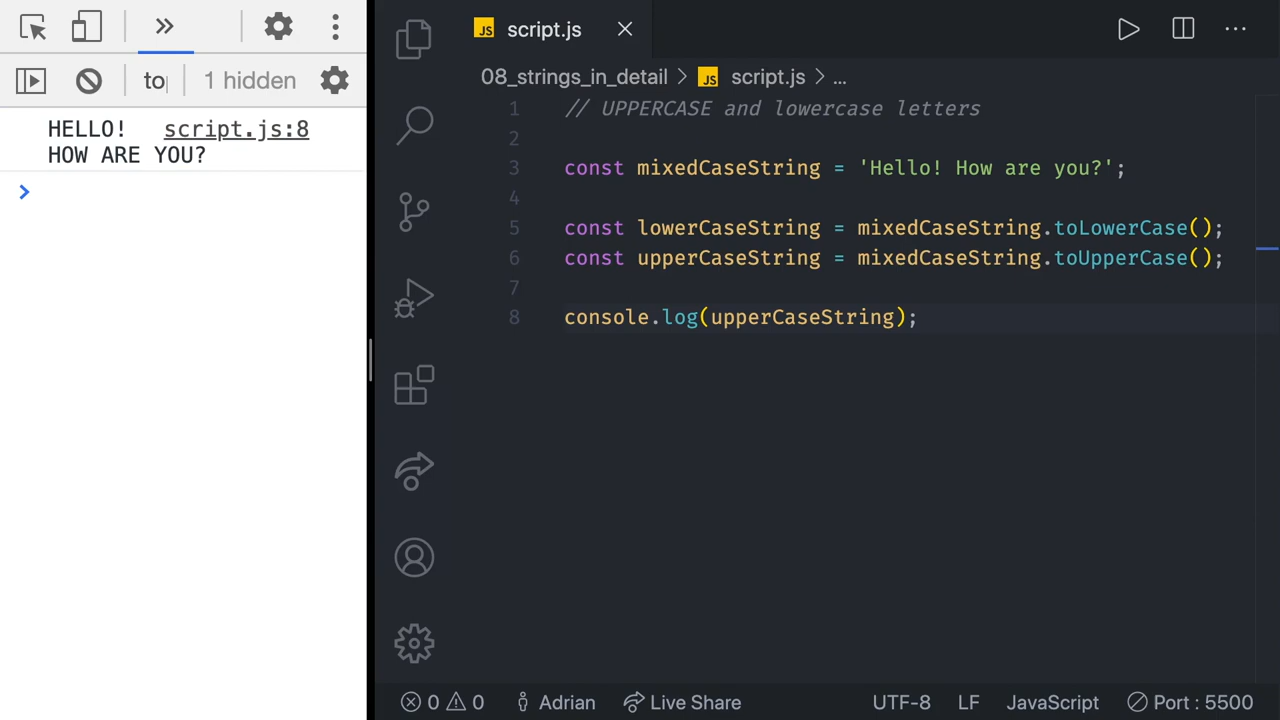 to
1 hidden
HELLO! script.js:8
HOW ARE YOU?
JS script.js
08_strings_in_detail > JS script.js > ...
1 // UPPERCASE and lowercase letters
2
3 const mixedCaseString = 'Hello! How are you?';
4
5 const lowerCaseString = mixedCaseString.toLowerCase();
6 const upperCaseString = mixedCaseString.toUpperCase();
7
8 console.log(upperCaseString);
0 0 Adrian Live Share UTF-8 LF JavaScript Port : 5500